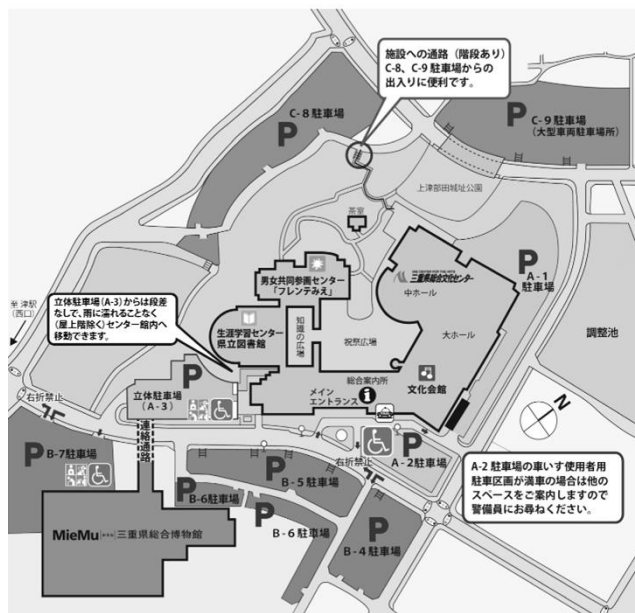 施設への通路（階段あり）
C-8、C-9駐車場からの
出入りに便利です。
C-8駐車場
P
P
C-9駐車場
（大型車両駐車場所）
上津部田城址公園
茶室
P
A-1
駐車場
男女共同参画センター
「フレンテみえ」
三重県総合文化センター
中ホール
至 津駅
（西口）
立体駐車場(A-3)からは段差
なしで、雨に濡れることなく
（屋上階除く）センター館内へ
移動できます。
生涯学習センター
県立図書館
知識の広場
祝祭広場
大ホール
調整池
文化会館
総合案内所
メイン
エントランス
i
P
立体駐車場
(A-3)
N
右折禁止
連絡通路
右折禁止
P
A-2駐車場
P
B-7駐車場
P
B-5駐車場
A-2駐車場の車いす使用者用
駐車区画が満車の場合は他の
スペースをご案内しますので
警備員にお尋ねください。
P
B-6駐車場
P
B-6駐車場
P
B-4駐車場
MieMu 三重県総合博物館